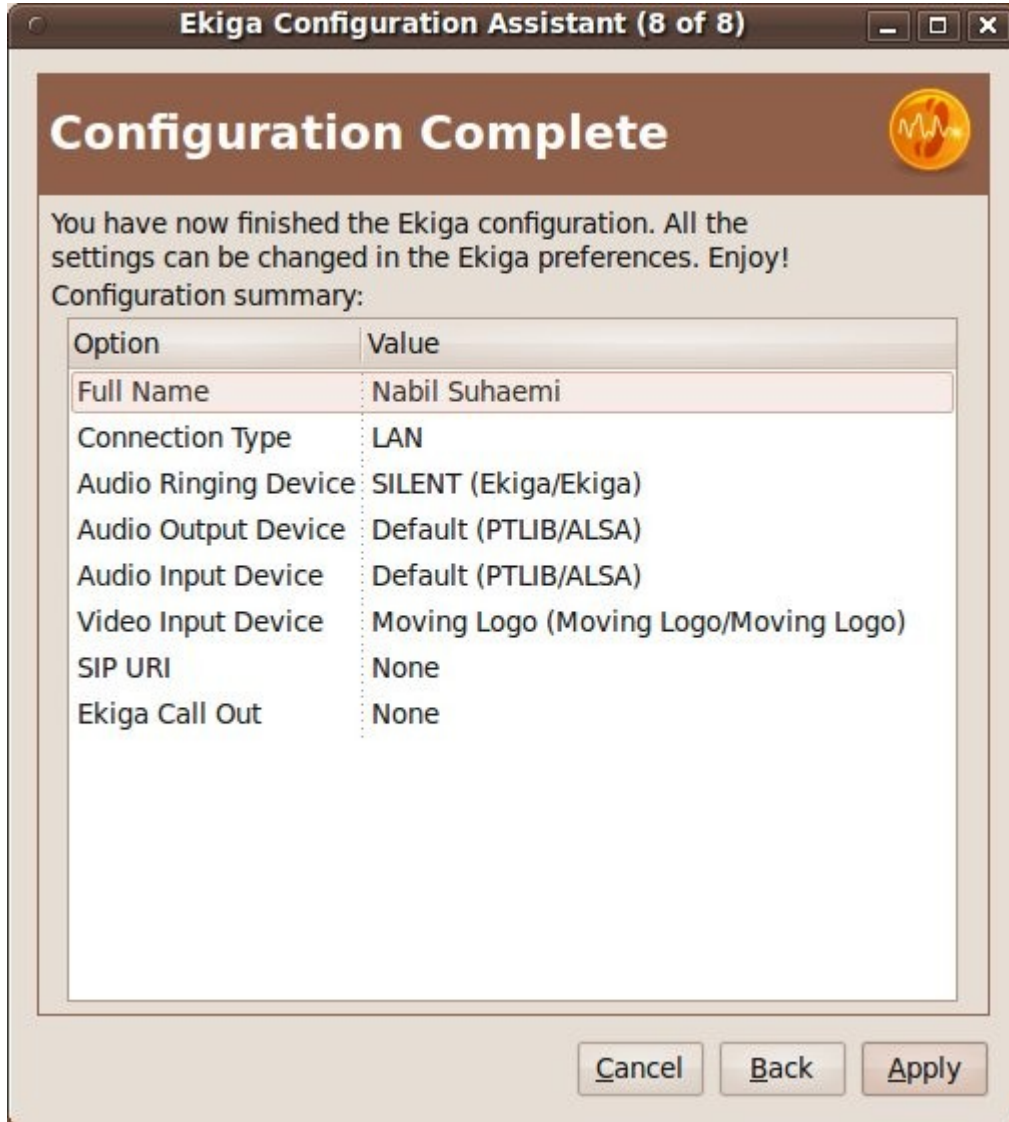 Ekiga Configuration Assistant (8 of 8)
Configuration Complete
You have now finished the Ekiga configuration. All the
settings can be changed in the Ekiga preferences. Enjoy!
Configuration summary:
Option Value
Full Name Nabil Suhaemi
Connection Type LAN
Audio Ringing Device SILENT (Ekiga/Ekiga)
Audio Output Device Default (PTLIB/ALSA)
Audio Input Device Default (PTLIB/ALSA)
Video Input Device Moving Logo (Moving Logo/Moving Logo)
SIP URI None
Ekiga Call Out None
Cancel Back Apply